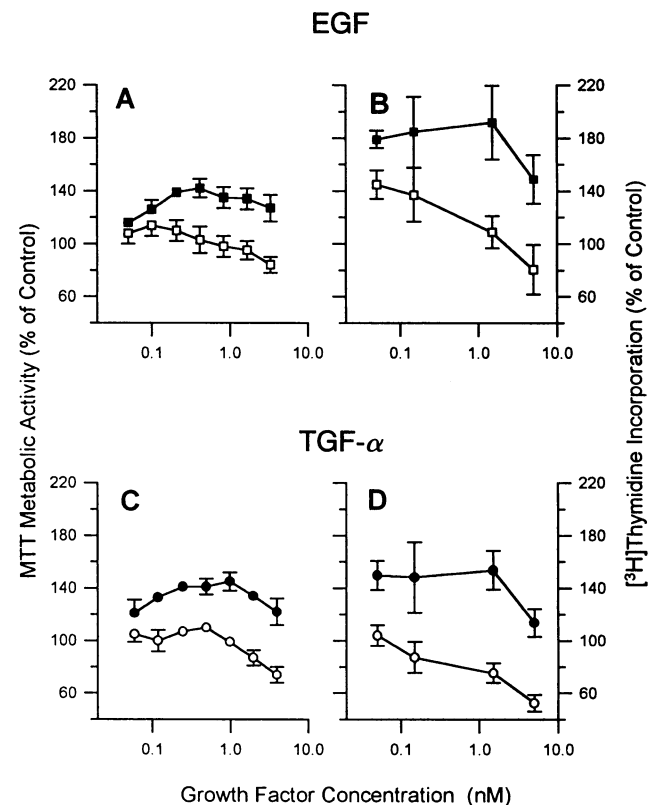 EGF
A
B
220
180
140
100
60
220
180
140
100
60
0.1 1.0 10.0
0.1 1.0 10.0
TGF-α
C
D
220
180
140
100
60
220
180
140
100
60
0.1 1.0 10.0
0.1 1.0 10.0
MTT Metabolic Activity (% of Control)
[³H]Thymidine Incorporation (% of Control)
Growth Factor Concentration (nM)